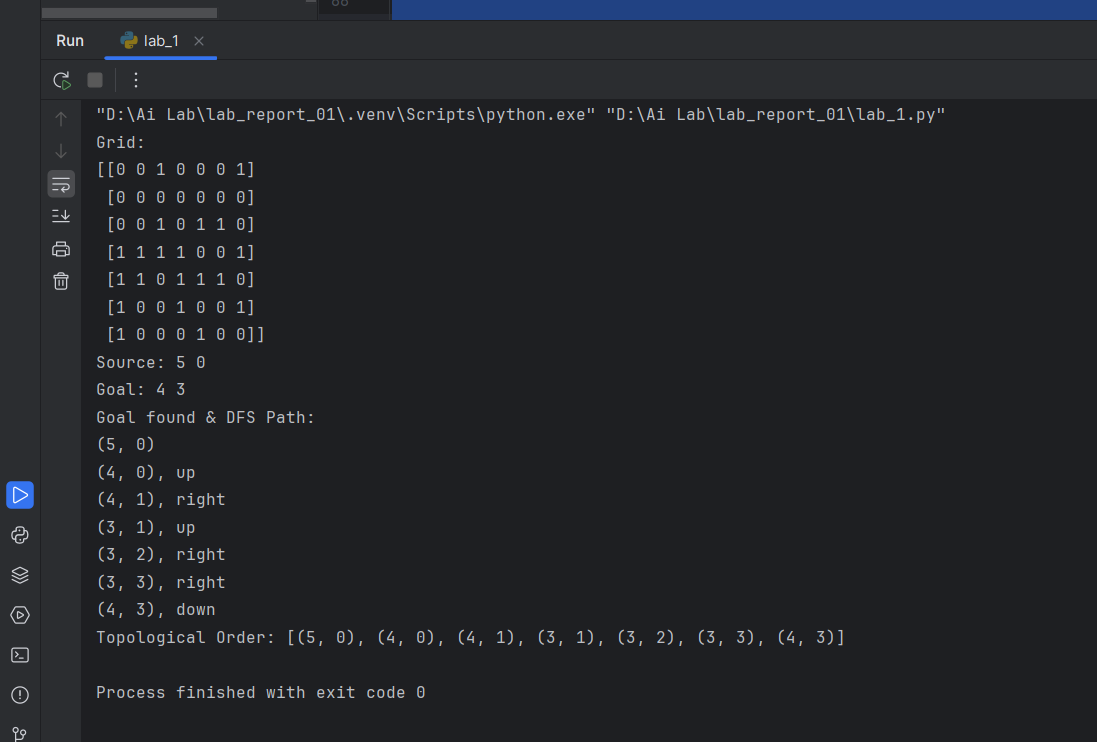 Run lab_1
"D:\Ai Lab\lab_report_01\.venv\Scripts\python.exe" "D:\Ai Lab\lab_report_01\lab_1.py"
Grid:
[[0 0 1 0 0 0 1]
 [0 0 0 0 0 0 0]
 [0 0 1 0 1 1 0]
 [1 1 1 1 0 0 1]
 [1 1 0 1 1 1 0]
 [1 0 0 1 0 0 1]
 [1 0 0 0 1 0 0]]
Source: 5 0
Goal: 4 3
Goal found & DFS Path:
(5, 0)
(4, 0), up
(4, 1), right
(3, 1), up
(3, 2), right
(3, 3), right
(4, 3), down
Topological Order: [(5, 0), (4, 0), (4, 1), (3, 1), (3, 2), (3, 3), (4, 3)]
Process finished with exit code 0